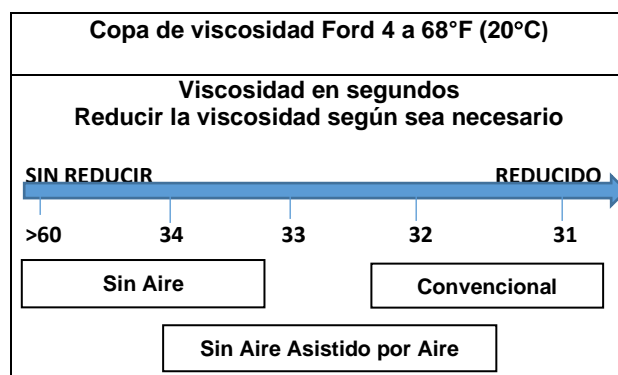 Copa de viscosidad Ford 4 a 68°F (20°C)
Viscosidad en segundos
Reducir la viscosidad según sea necesario
SIN REDUCIR REDUCIDO
>60 34 33 32 31
Sin Aire Convencional
Sin Aire Asistido por Aire